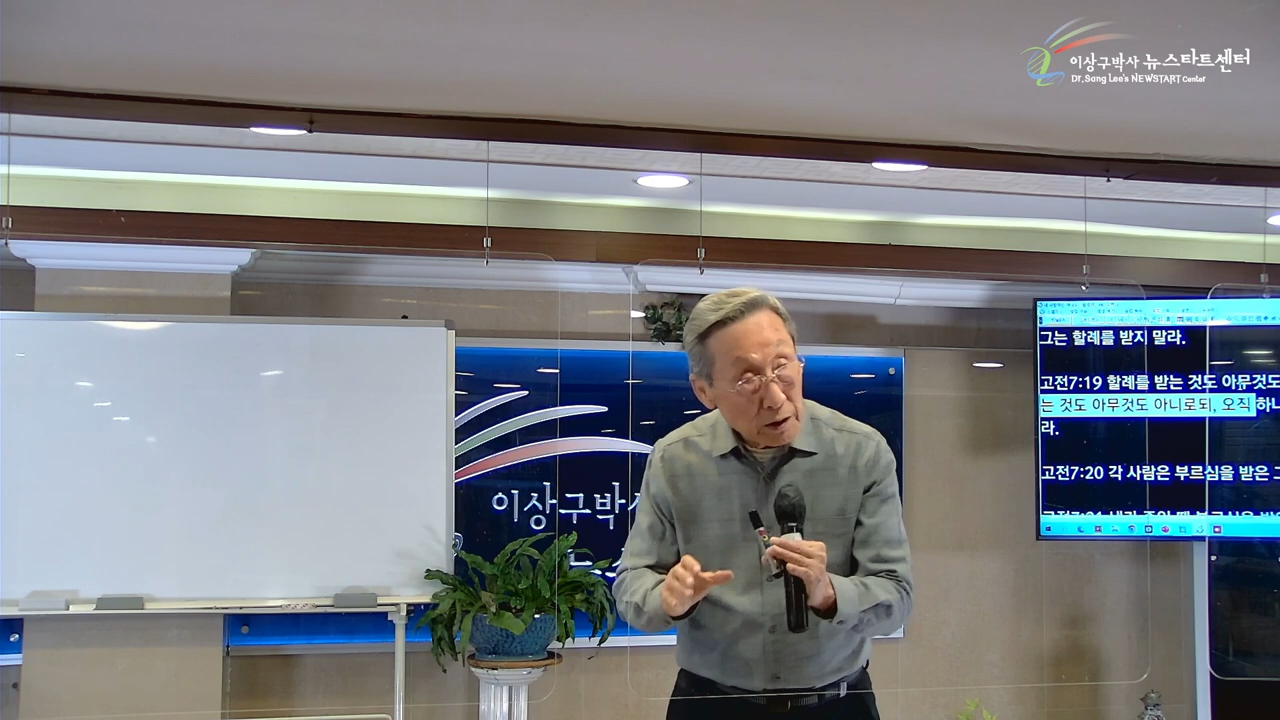 이상구박사 뉴스타트센터
Dr. Sang Lee's NEWSTART Center
그는 할례를 받지 말라.
고전7:19 할례를 받는 것도 아무것도
는 것도 아무것도 아니로되, 오직 하나
라.
고전7:20 각 사람은 부르심을 받은 그
이상구박사